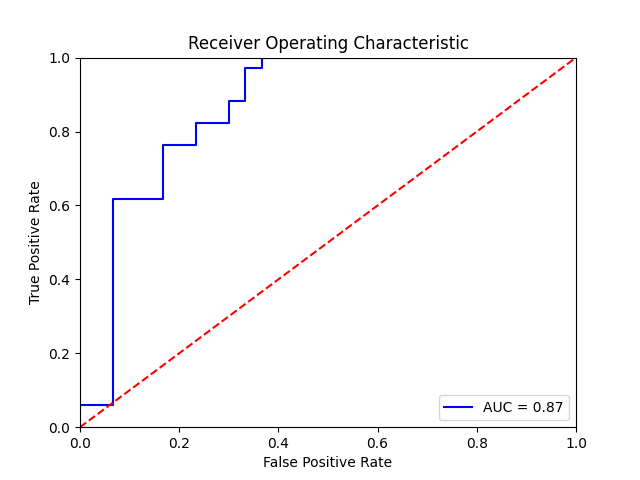 Receiver Operating Characteristic
1.0
0.8
0.6
0.4
0.2
0.0
True Positive Rate
AUC = 0.87
0.0 0.2 0.4 0.6 0.8 1.0
False Positive Rate